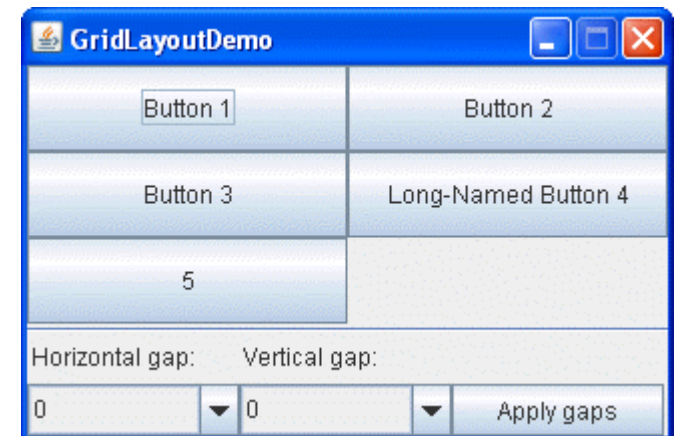 GridLayoutDemo
Button 1 Button 2
Button 3 Long-Named Button 4
5
Horizontal gap: Vertical gap:
0 0 Apply gaps